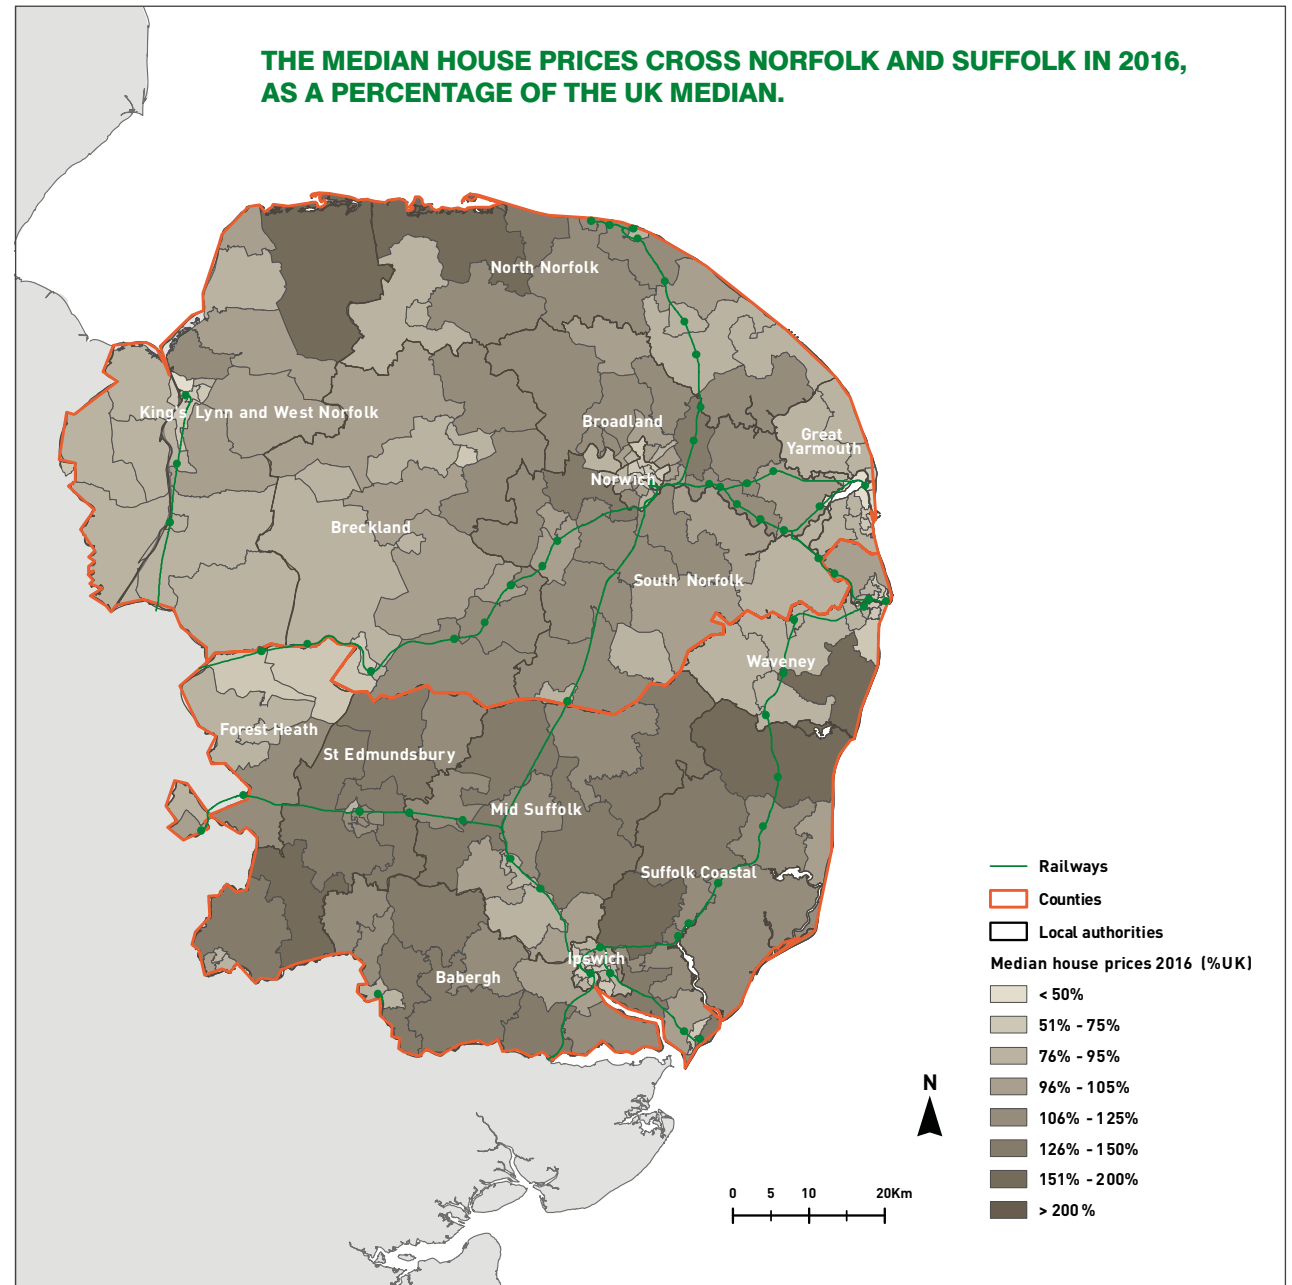 THE MEDIAN HOUSE PRICES CROSS NORFOLK AND SUFFOLK IN 2016,
AS A PERCENTAGE OF THE UK MEDIAN.
North Norfolk
King's Lynn and West Norfolk
Broadland
Great
Yarmouth
Norwich
Breckland
South Norfolk
Waveney
Forest Heath
St Edmundsbury
Mid Suffolk
Suffolk Coastal
Ipswich
Babergh
Railways
Counties
Local authorities
Median house prices 2016 (%UK)
< 50%
51% - 75%
76% - 95%
96% - 105%
106% - 125%
126% - 150%
151% - 200%
> 200 %
N
0 5 10 20Km